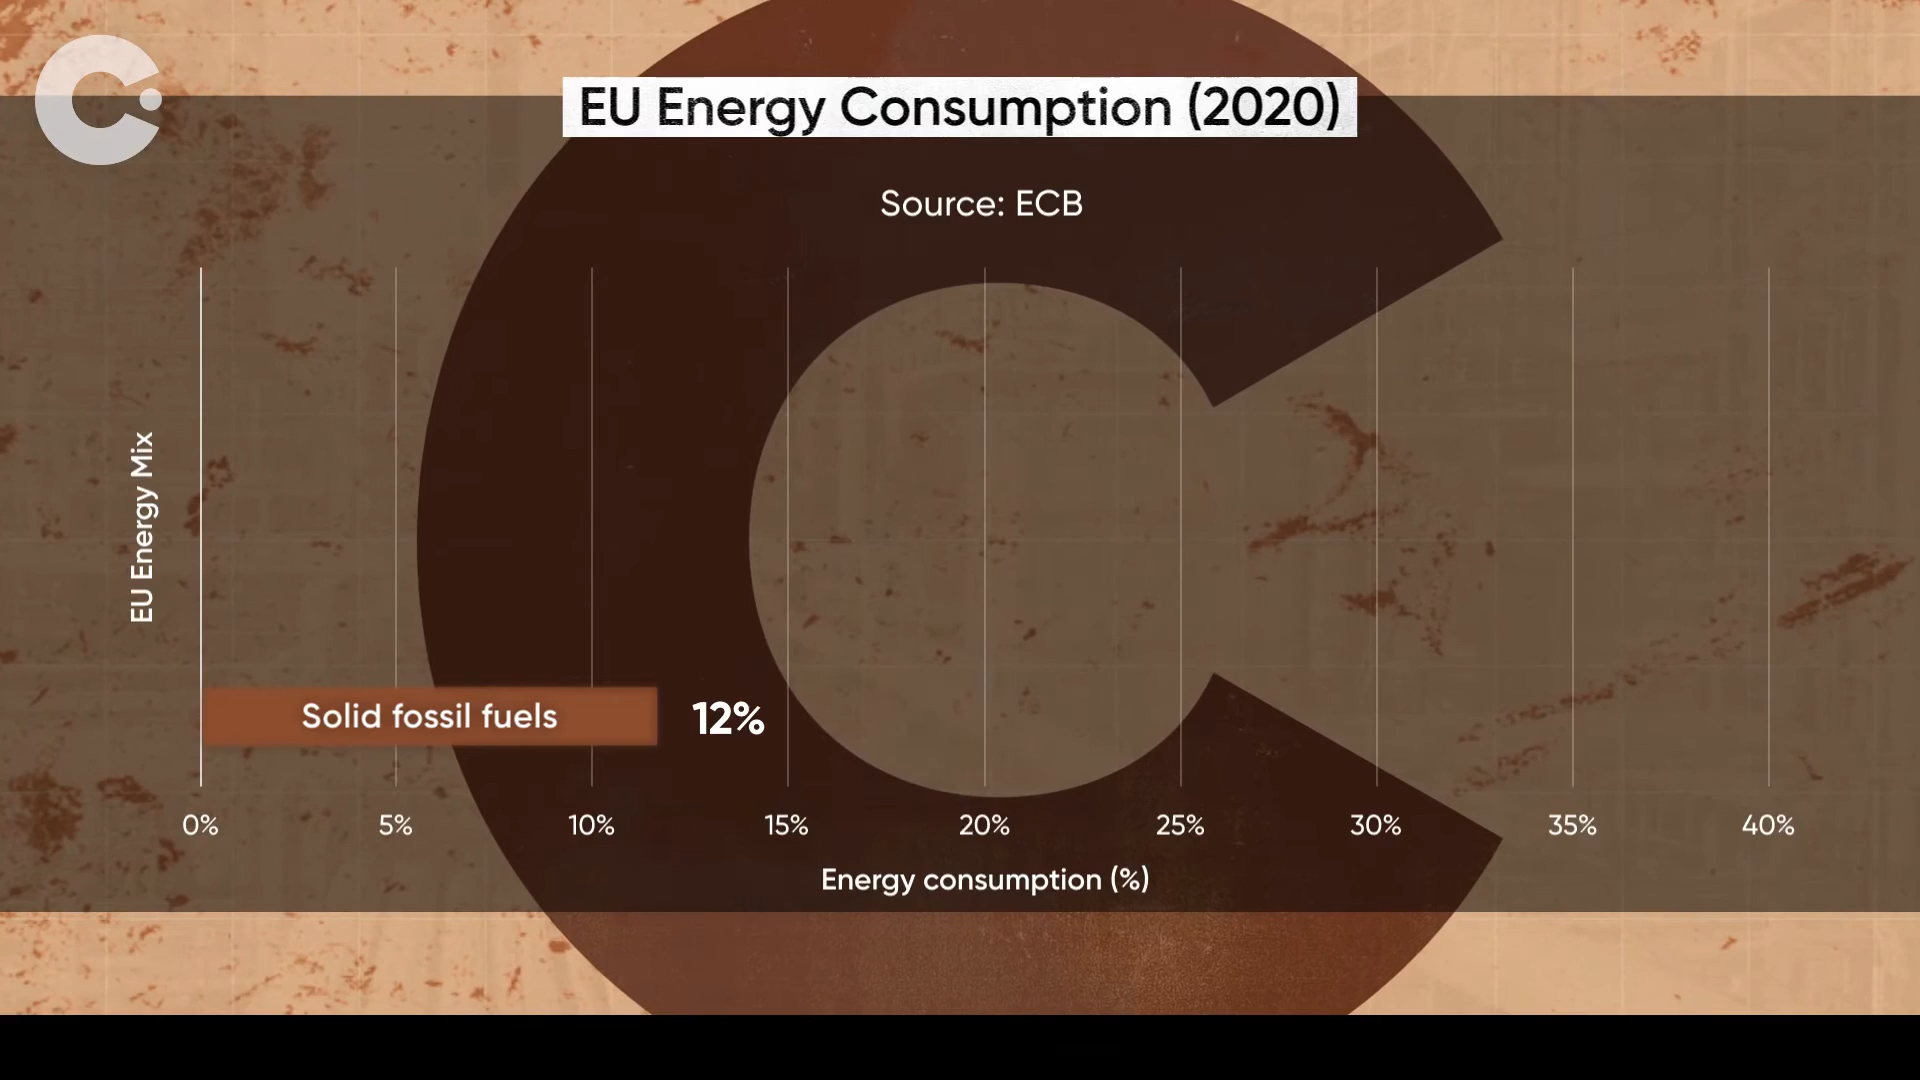 EU Energy Consumption (2020)
Source: ECB
EU Energy Mix
Solid fossil fuels
12%
0% 5% 10% 15% 20% 25% 30% 35% 40%
Energy consumption (%)